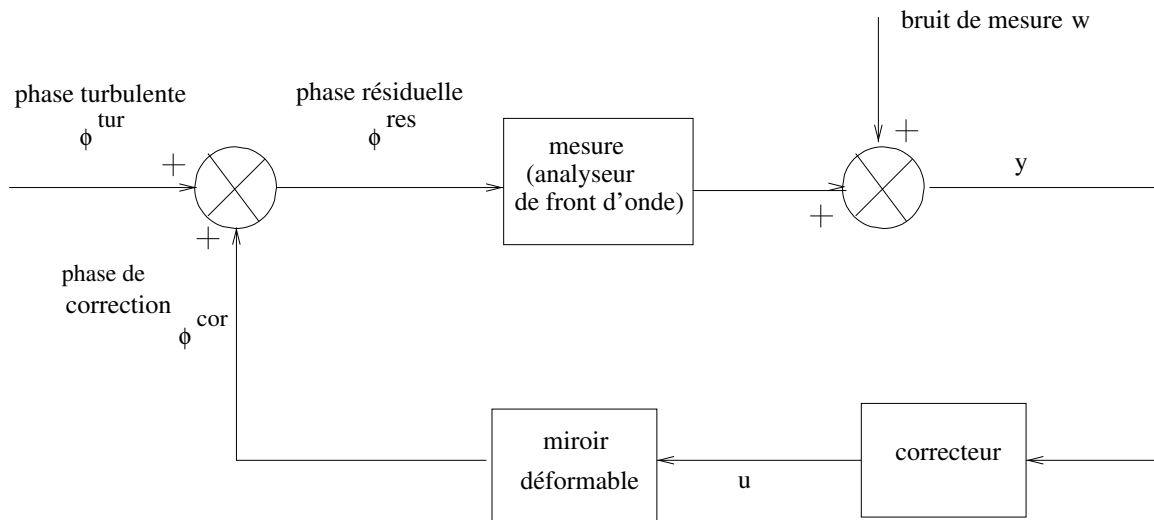 bruit de mesure w
phase turbulente
ϕ tur
phase résiduelle
ϕ res
+
+
mesure
(analyseur
de front d'onde)
+
+
y
phase de
correction
ϕ cor
miroir
déformable
u
correcteur